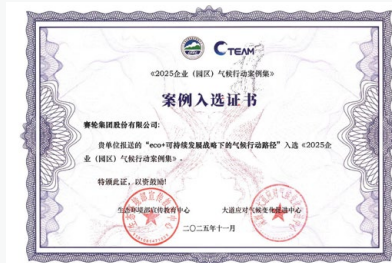 CTEAM
《2025企业（园区）气候行动案例集》
案例入选证书
赛轮集团股份有限公司：
贵单位报送的“eco+可持续发展战略下的气候行动路径”入选《2025企
业（园区）气候行动案例集》。
特颁此证，以资鼓励！
生态环境部宣传教育中心 大道应对气候变化促进中心
二〇二五年十一月